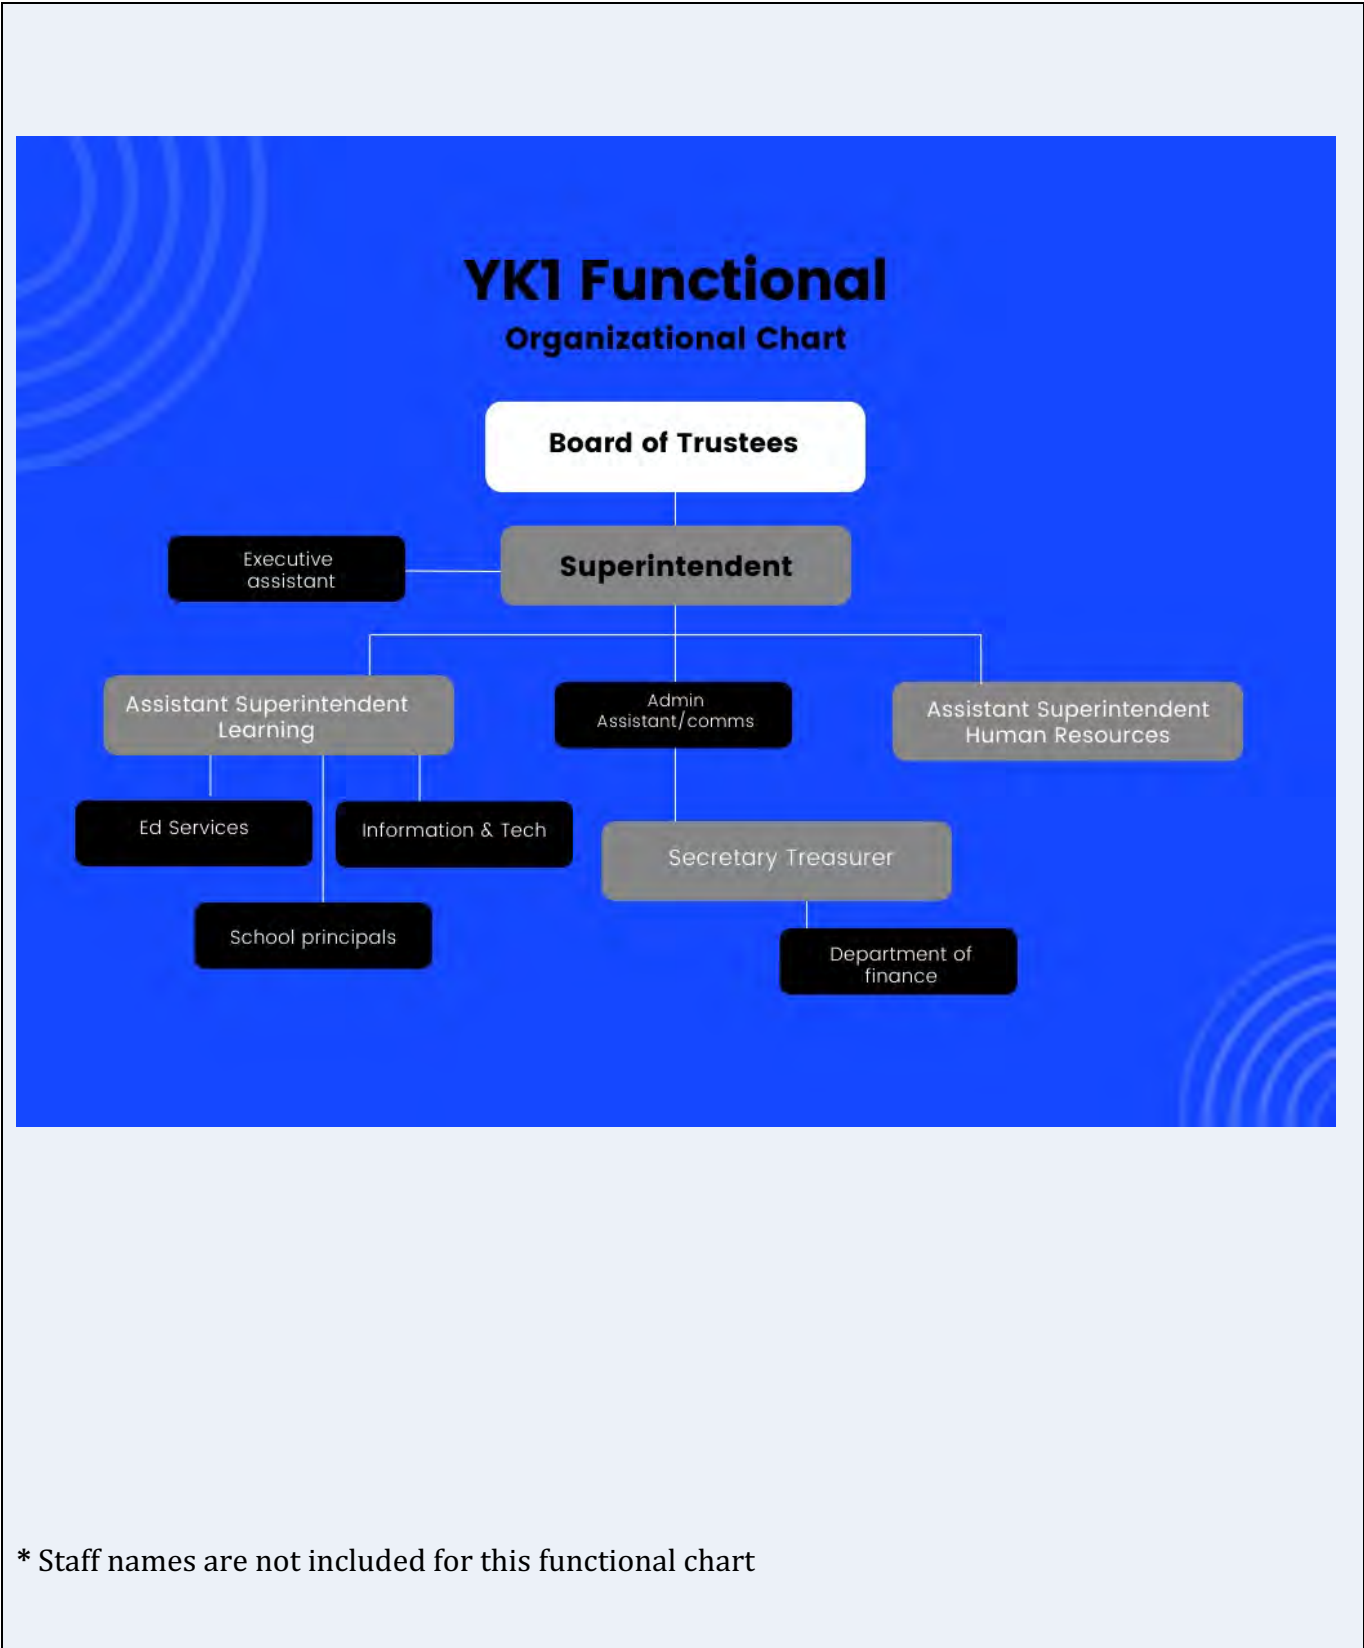 YK1 Functional
Organizational Chart
Board of Trustees
Executive
assistant
Superintendent
Assistant Superintendent
Learning
Admin
Assistant/comms
Assistant Superintendent
Human Resources
Ed Services
Information & Tech
Secretary Treasurer
School principals
Department of
finance
* Staff names are not included for this functional chart